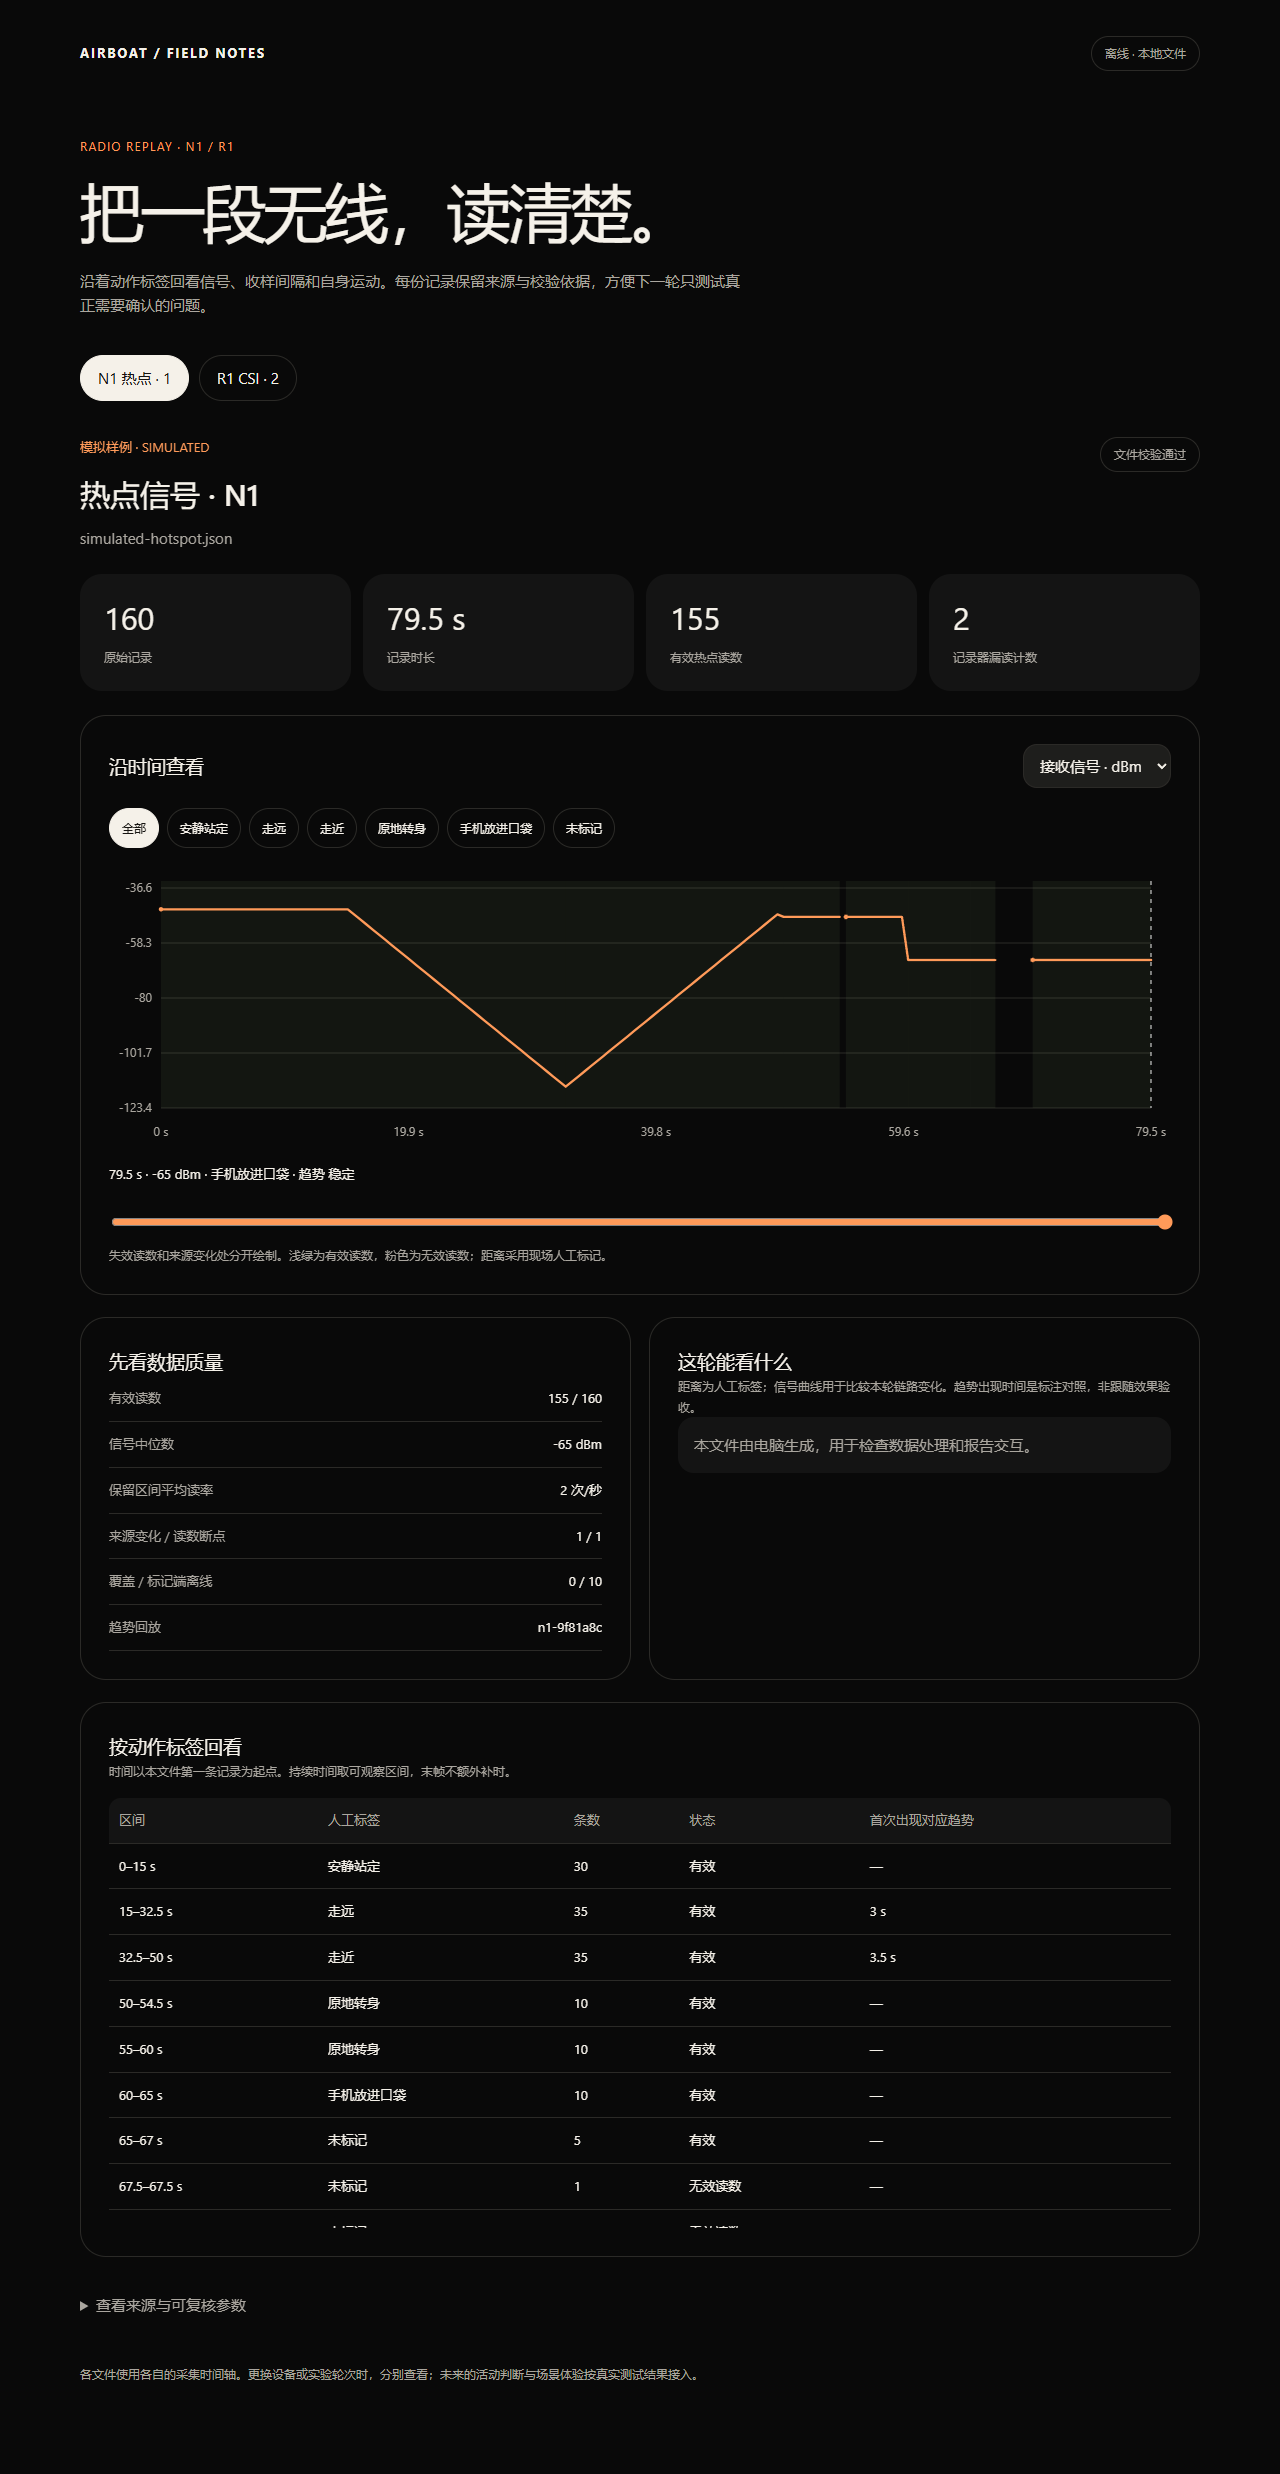 AIRBOAT / FIELD NOTES
离线 · 本地文件
RADIO REPLAY · N1 / R1
把一段无线，读清楚。
沿着动作标签回看信号、收样间隔和自身运动。每份记录保留来源与校验依据，方便下一轮只测试真
正需要确认的问题。
N1 热点 · 1
R1 CSI · 2
模拟样例 · SIMULATED
文件校验通过
热点信号 · N1
simulated-hotspot.json
160
原始记录
79.5 s
记录时长
155
有效热点读数
2
记录器漏读计数
沿时间查看
接收信号 · dBm
全部
安静站定
走远
走近
原地转身
手机放进口袋
未标记
-36.6
-58.3
-80
-101.7
-123.4
0 s
19.9 s
39.8 s
59.6 s
79.5 s
79.5 s · -65 dBm · 手机放进口袋 · 趋势 稳定
失效读数和来源变化处分开绘制。浅绿为有效读数，粉色为无效读数；距离采用现场人工标记。
先看数据质量
有效读数 155 / 160
信号中位数 -65 dBm
保留区间平均读率 2 次/秒
来源变化 / 读数断点 1 / 1
覆盖 / 标记端离线 0 / 10
趋势回放 n1-9f81a8c
这轮能看什么
距离为人工标签；信号曲线用于比较本轮链路变化。趋势出现时间是标注对照，非跟随效果验
收。
本文件由电脑生成，用于检查数据处理和报告交互。
按动作标签回看
时间以本文件第一条记录为起点。持续时间取可观察区间，末帧不额外补时。
区间 人工标签 条数 状态 首次出现对应趋势
0–15 s 安静站定 30 有效 —
15–32.5 s 走远 35 有效 3 s
32.5–50 s 走近 35 有效 3.5 s
50–54.5 s 原地转身 10 有效 —
55–60 s 原地转身 10 有效 —
60–65 s 手机放进口袋 10 有效 —
65–67 s 未标记 5 有效 —
67.5–67.5 s 未标记 1 无效读数 —
▶ 查看来源与可复核参数
各文件使用各自的采集时间轴。更换设备或实验轮次时，分别查看；未来的活动判断与场景体验按真实测试结果接入。